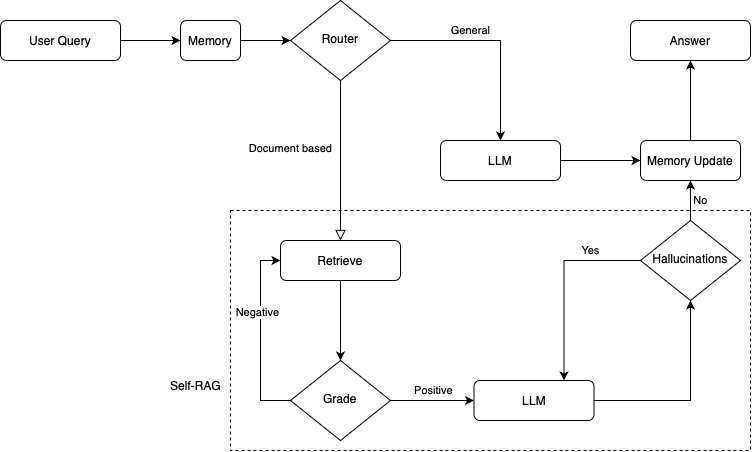 User Query
Memory
Router
General
Answer
Document based
LLM
Memory Update
No
Retrieve
Yes
Hallucinations
Negative
Self-RAG
Grade
Positive
LLM